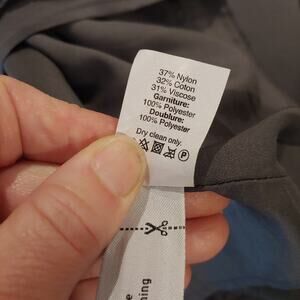 37% Nylon
32% Coton
31% Viscose
Garniture:
100% Polyester
Doublure:
100% Polyester
Dry clean only.
P